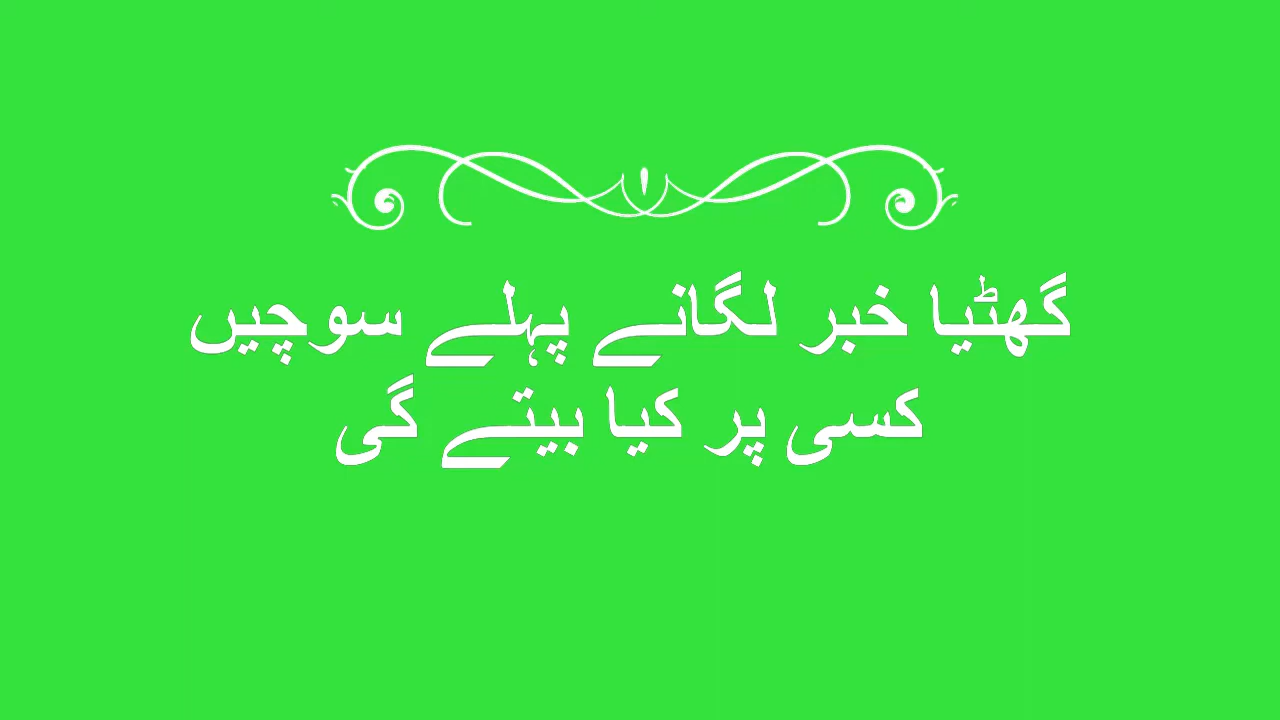 گھٹیا خبر لگانے پہلے سوچیں
کسی پر کیا بیتے گی